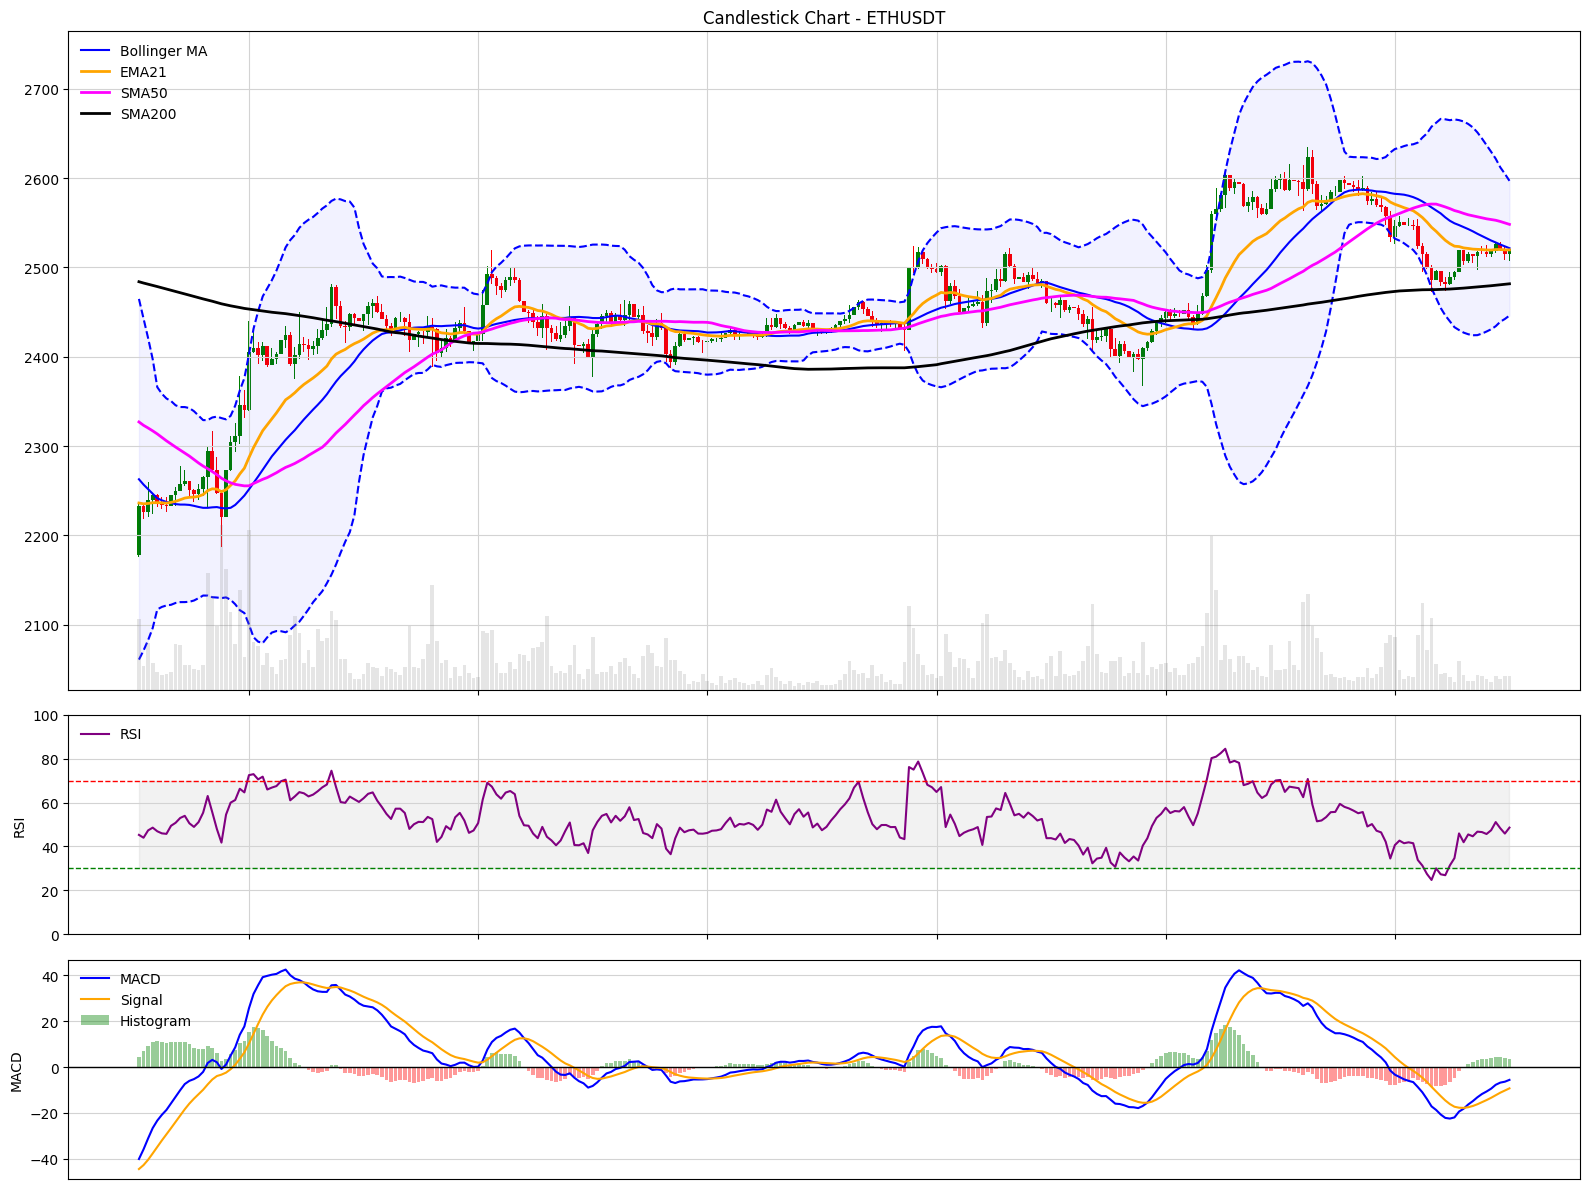 Candlestick Chart - ETHUSDT
Bollinger MA
EMA21
SMA50
SMA200
2700
2600
2500
2400
2300
2200
2100
RSI
RSI
100
80
60
40
20
0
MACD
Signal
Histogram
MACD
40
20
0
−20
−40